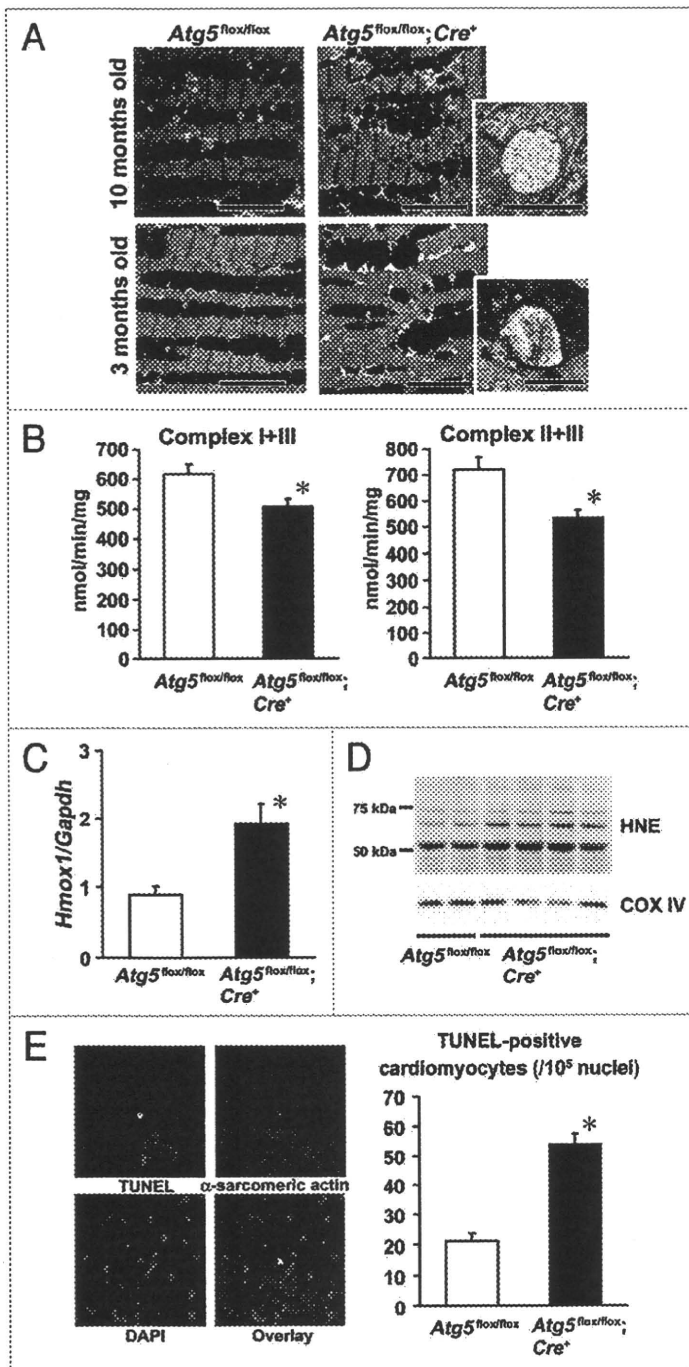 A
Atg5flox/flox
Atg5flox/flox;Cre+
10 months old
3 months old
B
Complex I+III
nmol/min/mg
700
600
500
400
300
200
100
0
Atg5flox/flox
Atg5flox/flox;
Cre+
*
Complex II+III
nmol/min/mg
800
700
600
500
400
300
200
100
0
Atg5flox/flox
Atg5flox/flox;
Cre+
*
C
Hmox1/Gapdh
3
2
1
0
Atg5flox/flox
Atg5flox/flox;
Cre+
*
D
75 kDa
50 kDa
HNE
COX IV
Atg5flox/flox
Atg5flox/flox;
Cre+
E
TUNEL
α-sarcomeric actin
DAPI
Overlay
TUNEL-positive
cardiomyocytes (/10⁵ nuclei)
70
60
50
40
30
20
10
0
Atg5flox/flox
Atg5flox/flox;
Cre+
*